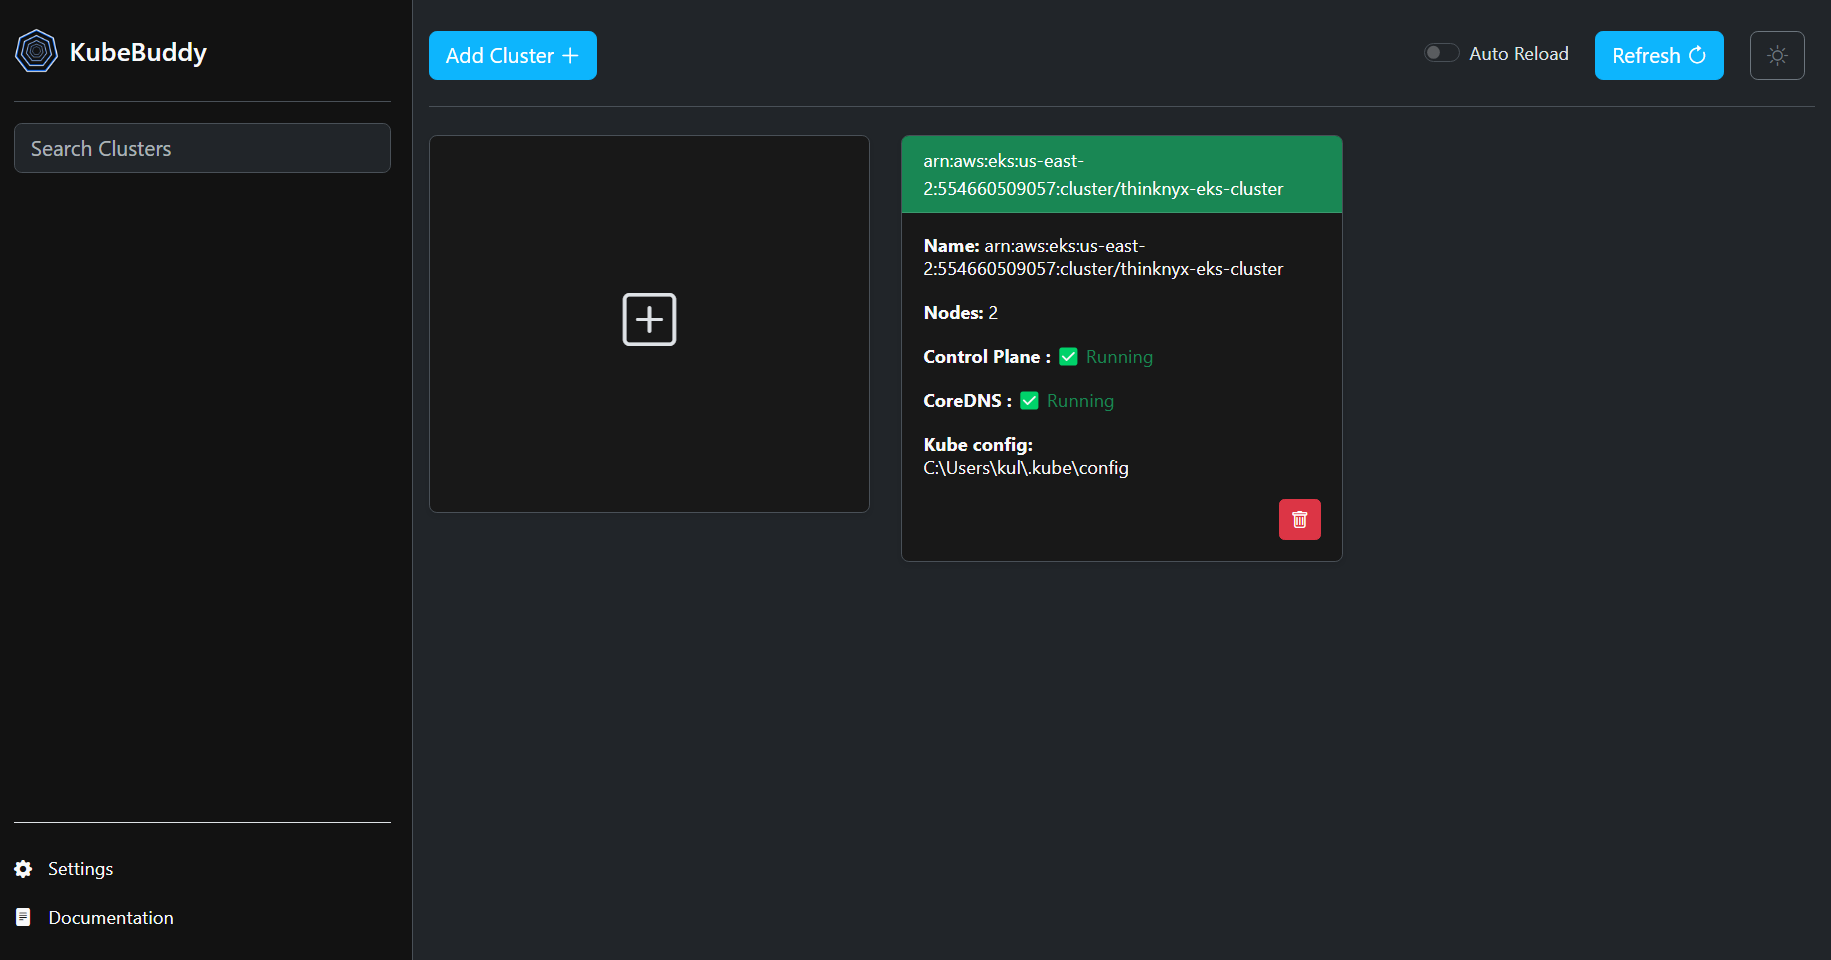 KubeBuddy
Search Clusters
Settings
Documentation
Add Cluster
Auto Reload
Refresh
arn:aws:eks:us-east-
2:554660509057:cluster/thinknyx-eks-cluster
Name: arn:aws:eks:us-east-
2:554660509057:cluster/thinknyx-eks-cluster
Nodes: 2
Control Plane : Running
CoreDNS : Running
Kube config:
C:\Users\kul\.kube\config